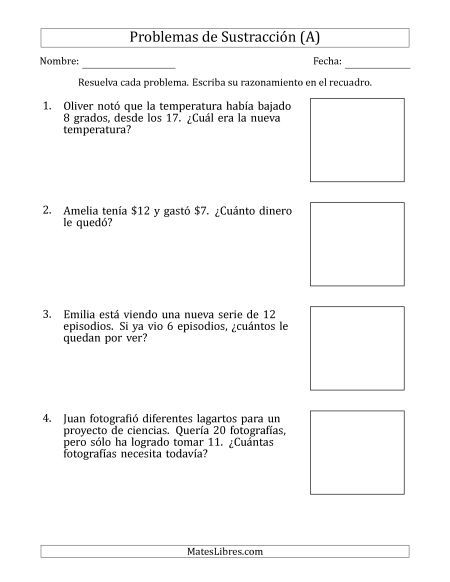 Problemas de Sustracción (A)
Nombre: Fecha:
Resuelva cada problema. Escriba su razonamiento en el recuadro.
1. Oliver notó que la temperatura había bajado
8 grados, desde los 17. ¿Cuál era la nueva
temperatura?
2. Amelia tenía $12 y gastó $7. ¿Cuánto dinero
le quedó?
3. Emilia está viendo una nueva serie de 12
episodios. Si ya vio 6 episodios, ¿cuántos le
quedan por ver?
4. Juan fotografió diferentes lagartos para un
proyecto de ciencias. Quería 20 fotografías,
pero sólo ha logrado tomar 11. ¿Cuántas
fotografías necesita todavía?
MatesLibres.com